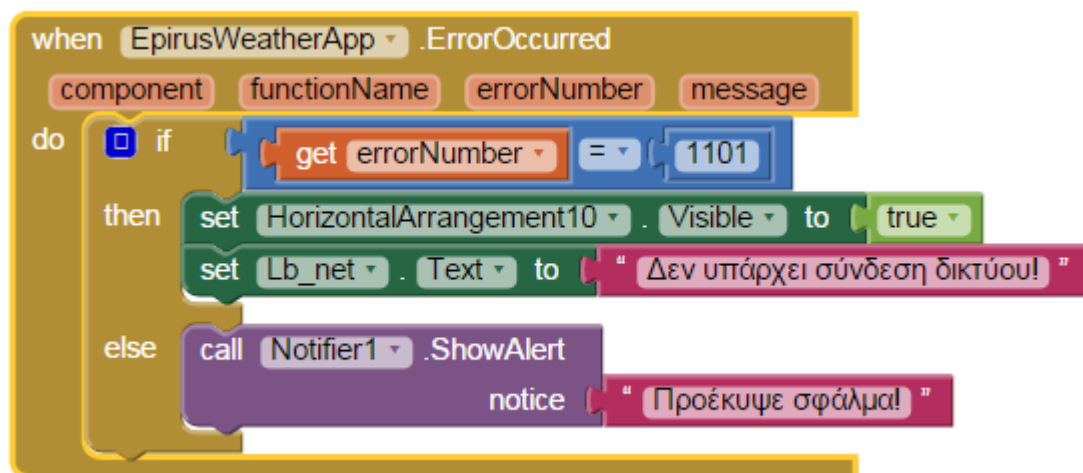 when EpirusWeatherApp .ErrorOccurred
component functionName errorNumber message
do if get errorNumber = 1101
then set HorizontalArrangement10 . Visible to true
set Lb_net . Text to “ Δεν υπάρχει σύνδεση δικτύου! ”
else call Notifier1 .ShowAlert
notice “ Προέκυψε σφάλμα! ”